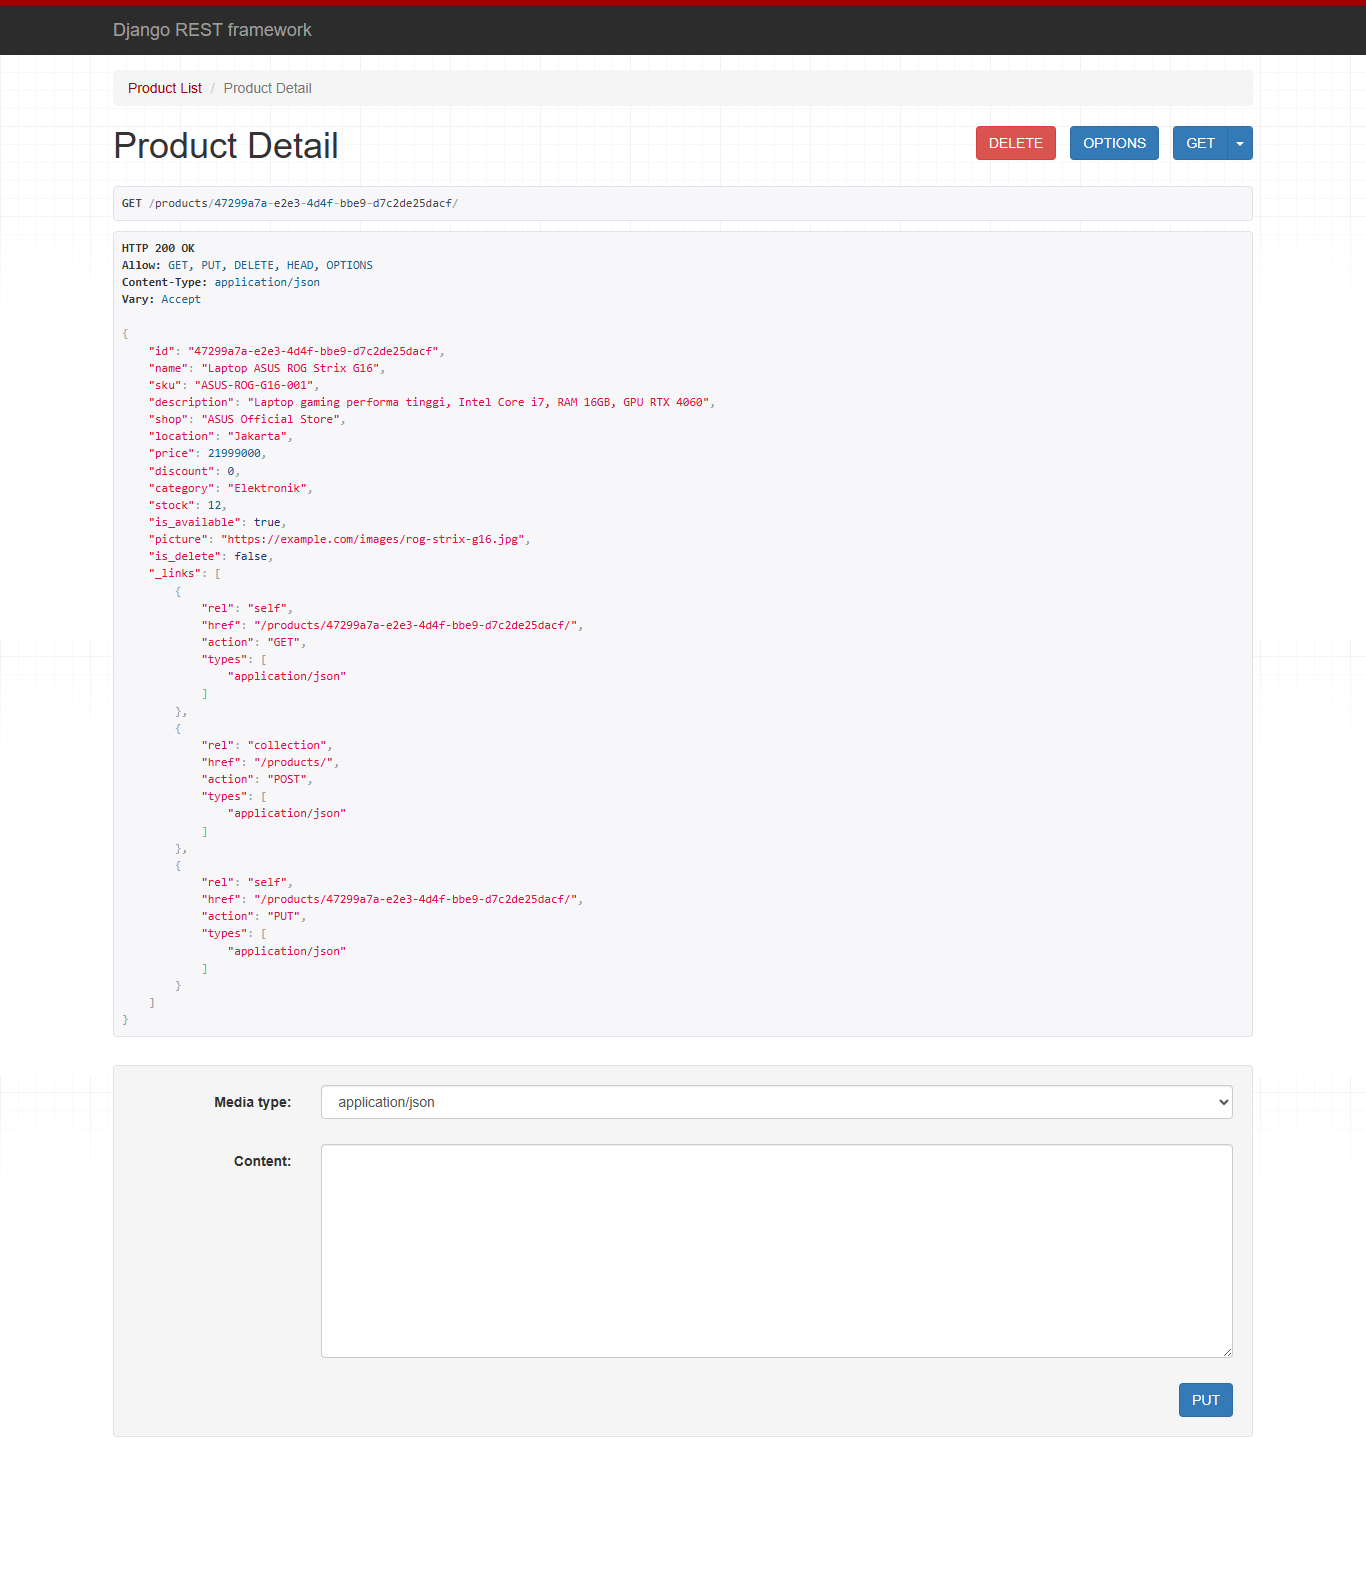 Django REST framework
Product List / Product Detail
Product Detail
DELETE OPTIONS GET
GET /products/47299a7a-e2e3-4d4f-bbe9-d7c2de25dacf/
HTTP 200 OK
Allow: GET, PUT, DELETE, HEAD, OPTIONS
Content-Type: application/json
Vary: Accept
{
    "id": "47299a7a-e2e3-4d4f-bbe9-d7c2de25dacf",
    "name": "Laptop ASUS ROG Strix G16",
    "sku": "ASUS-ROG-G16-001",
    "description": "Laptop gaming performa tinggi, Intel Core i7, RAM 16GB, GPU RTX 4060",
    "shop": "ASUS Official Store",
    "location": "Jakarta",
    "price": 21999000,
    "discount": 0,
    "category": "Elektronik",
    "stock": 12,
    "is_available": true,
    "picture": "https://example.com/images/rog-strix-g16.jpg",
    "is_delete": false,
    "_links": [
        {
            "rel": "self",
            "href": "/products/47299a7a-e2e3-4d4f-bbe9-d7c2de25dacf/",
            "action": "GET",
            "types": [
                "application/json"
            ]
        },
        {
            "rel": "collection",
            "href": "/products/",
            "action": "POST",
            "types": [
                "application/json"
            ]
        },
        {
            "rel": "self",
            "href": "/products/47299a7a-e2e3-4d4f-bbe9-d7c2de25dacf/",
            "action": "PUT",
            "types": [
                "application/json"
            ]
        }
    ]
}
Media type: application/json
Content:
PUT